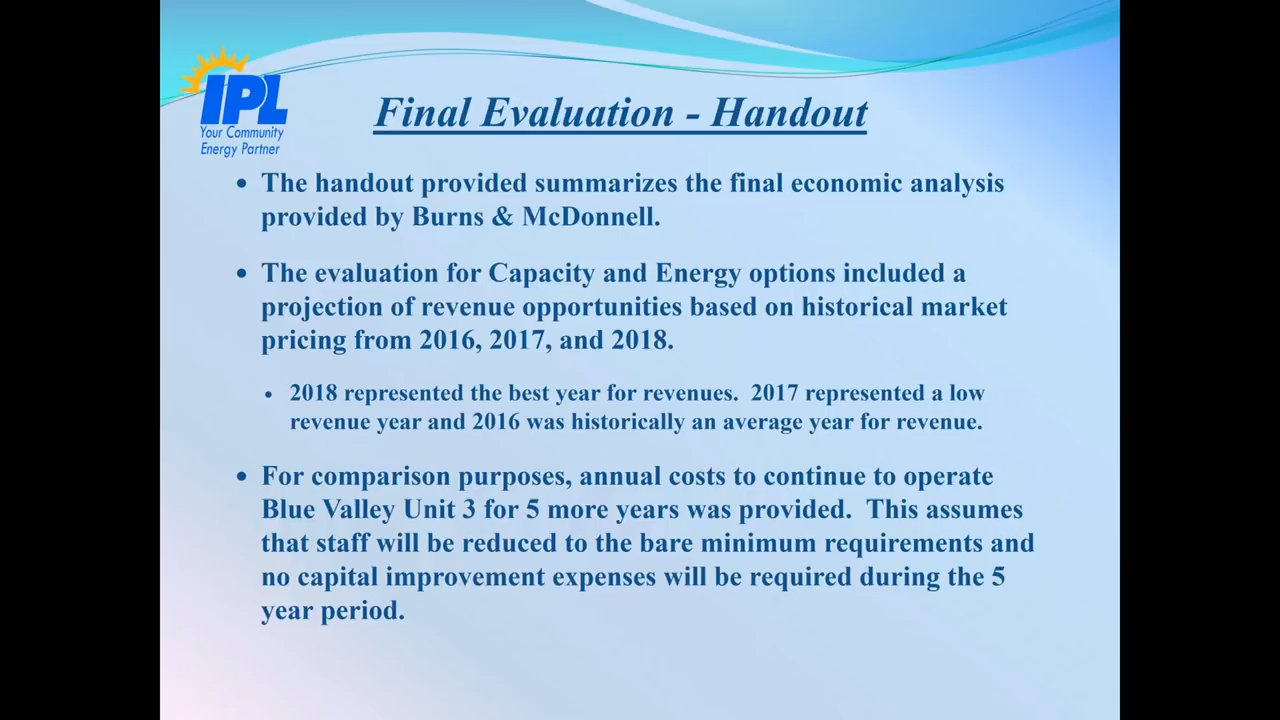 IPL
Your Community
Energy Partner
Final Evaluation - Handout
• The handout provided summarizes the final economic analysis
provided by Burns & McDonnell.
• The evaluation for Capacity and Energy options included a
projection of revenue opportunities based on historical market
pricing from 2016, 2017, and 2018.
• 2018 represented the best year for revenues.  2017 represented a low
revenue year and 2016 was historically an average year for revenue.
• For comparison purposes, annual costs to continue to operate
Blue Valley Unit 3 for 5 more years was provided.  This assumes
that staff will be reduced to the bare minimum requirements and
no capital improvement expenses will be required during the 5
year period.